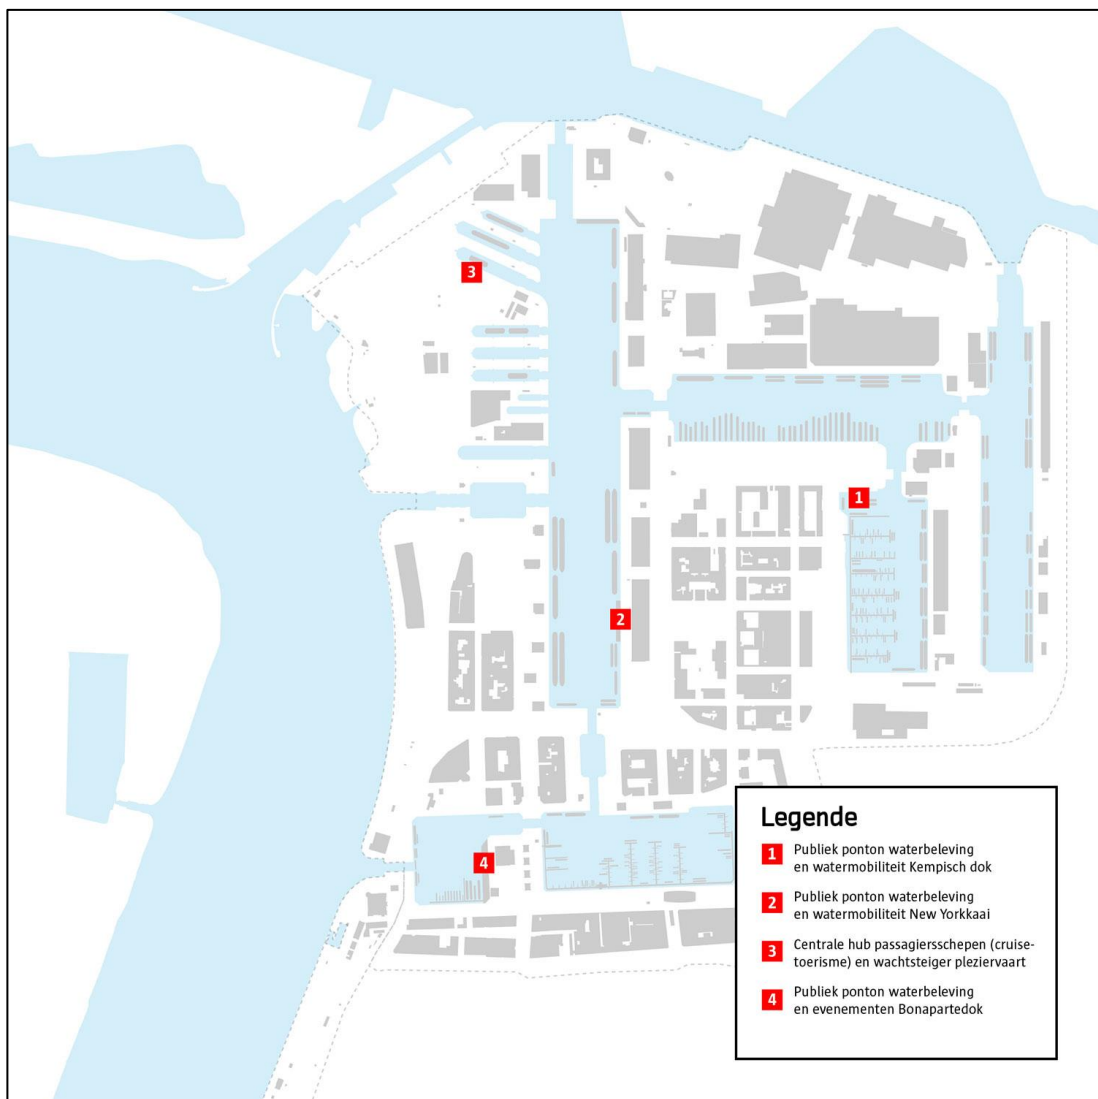 3
1
2
4
Legende
1 Publiek ponton waterbeleving
en watermobiliteit Kempisch dok
2 Publiek ponton waterbeleving
en watermobiliteit New Yorkkaai
3 Centrale hub passagiersschepen (cruise-
toerisme) en wachtsteiger pleziervaart
4 Publiek ponton waterbeleving
en evenementen Bonapartedok